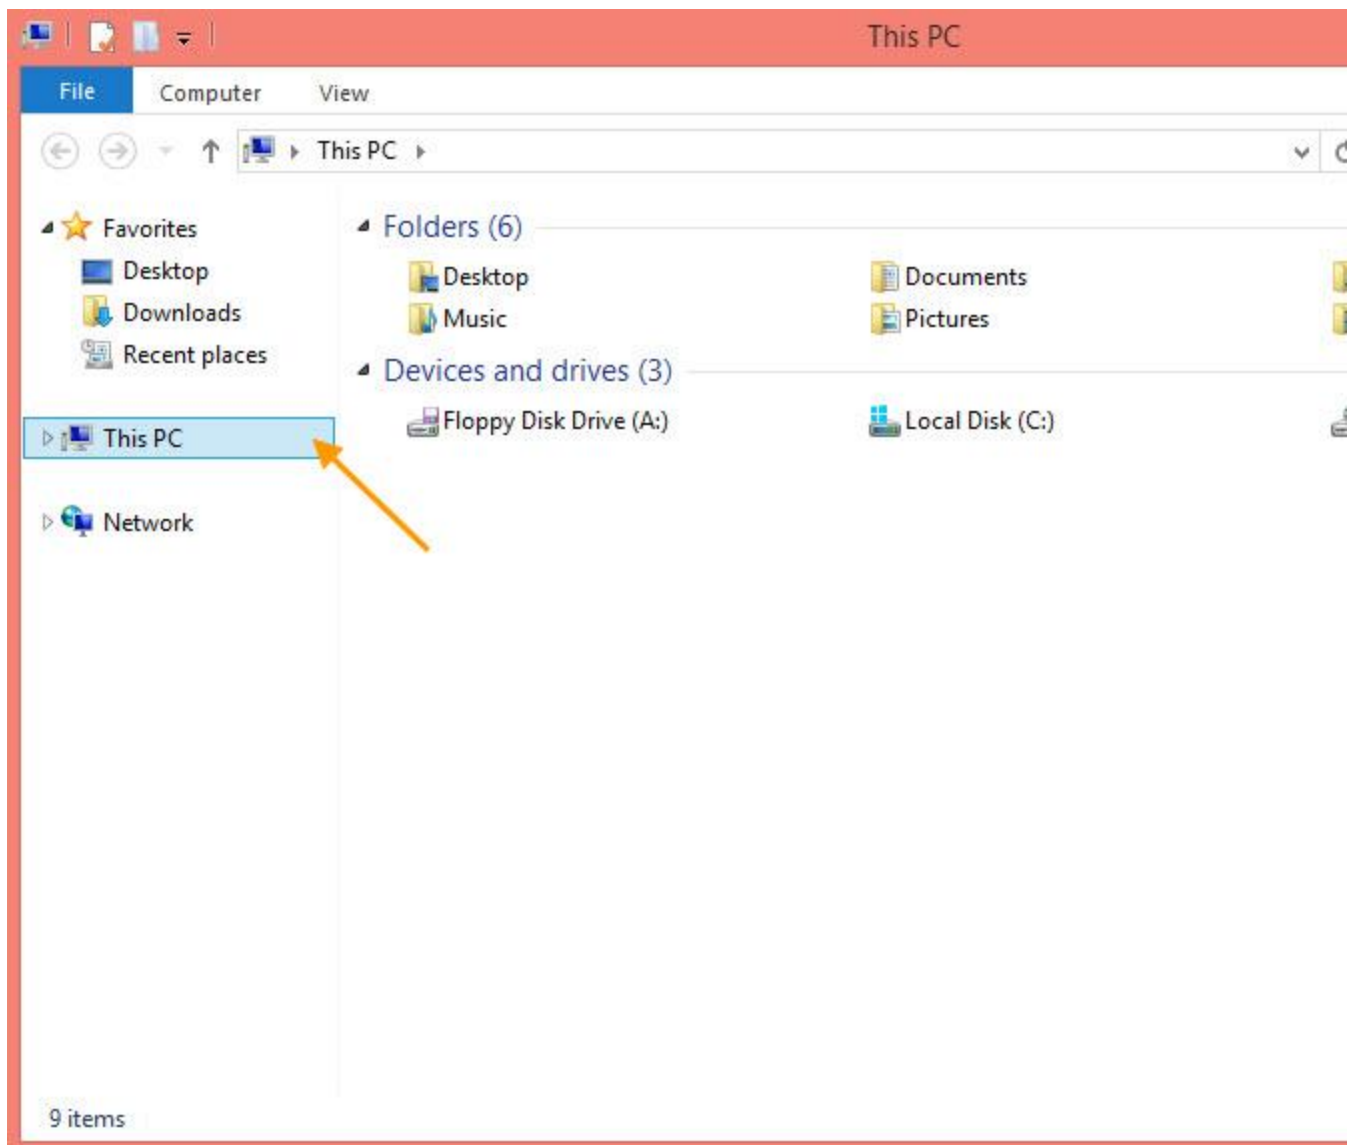 This PC
File Computer View
This PC
Favorites
Desktop
Downloads
Recent places
This PC
Network
Folders (6)
Desktop Documents
Music Pictures
Devices and drives (3)
Floppy Disk Drive (A:) Local Disk (C:)
9 items